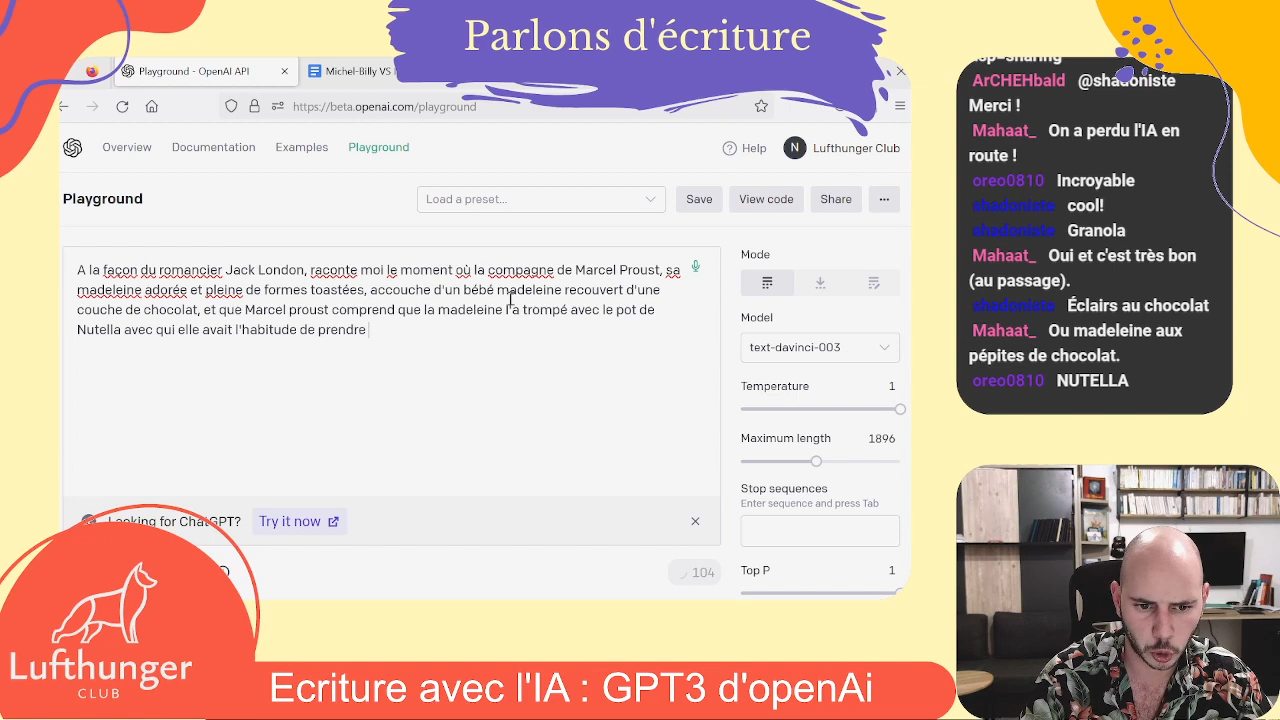 Parlons d'écriture
Playground - OpenAI API
Michel-Billy VS
https://beta.openai.com/playground
Overview Documentation Examples Playground
Help N Lufthunger Club
Playground
Load a preset...
Save View code Share ...
A la façon du romancier Jack London, raconte moi le moment où la compagne de Marcel Proust, sa
madeleine adorée et pleine de formes
accouche d'un bébé madeleine recouvert d'une
couche de chocolat, et que Marcel Proust comprend que la madeleine l'a trompé avec le pot de
Nutella avec qui elle avait l'habitude de prendre
Looking for ChatGPT? Try it now
104
Mode
Model
text-davinci-003
Temperature 1
Maximum length 1896
Stop sequences
Enter sequence and press Tab
Top P 1
ArCHEHbald @shadoniste
Merci !
Mahaat_ On a perdu l'IA en
route !
oreo0810 Incroyable
shadoniste cool!
shadoniste Granola
Mahaat_ Oui et c'est très bon
(au passage).
shadoniste Éclairs au chocolat
Mahaat_ Ou madeleine aux
pépites de chocolat.
oreo0810 NUTELLA
Lufthunger
CLUB
Ecriture avec l'IA : GPT3 d'openAi